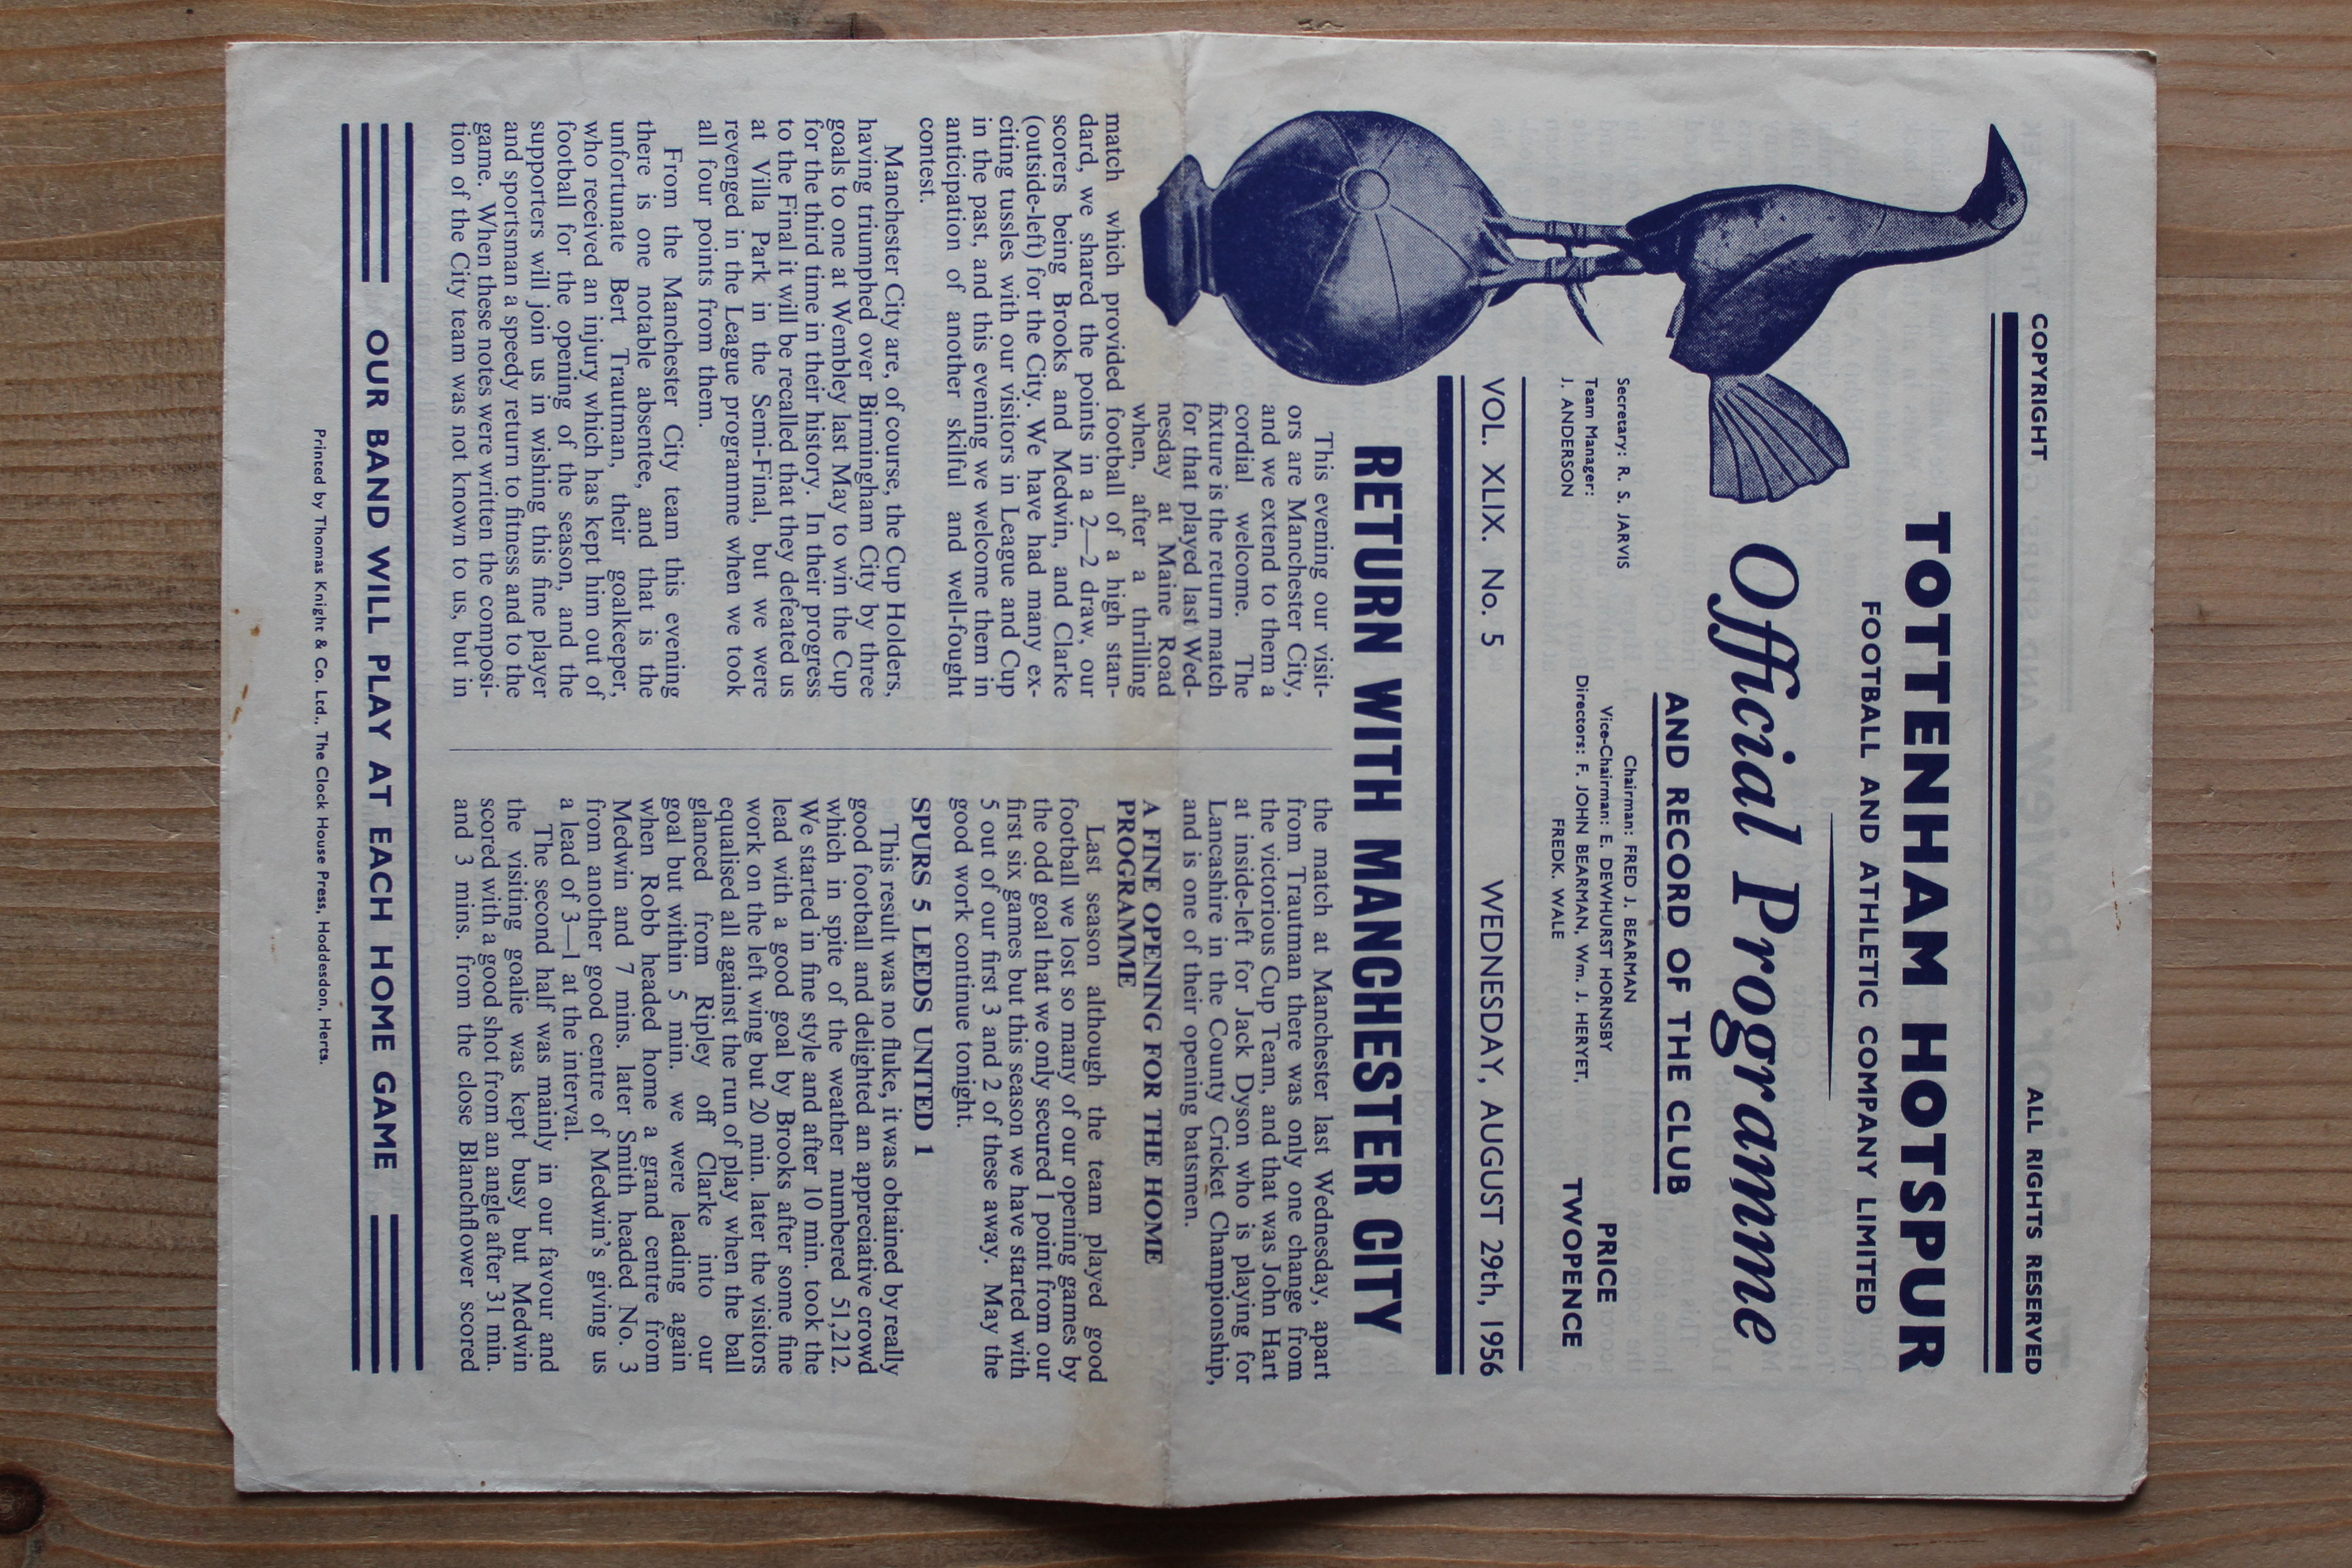 COPYRIGHT ALL RIGHTS RESERVED
TOTTENHAM HOTSPUR
FOOTBALL AND ATHLETIC COMPANY LIMITED
Official Programme
AND RECORD OF THE CLUB
Secretary: R. S. JARVIS
Team Manager:
J. ANDERSON
Chairman: FRED J. BEARMAN
Vice-Chairman: E. DEWHURST HORNSBY
Directors: F. JOHN BEARMAN, Wm. J. HERYET,
FREDK. WALE
PRICE
TWOPENCE
VOL. XLIX. No. 5 WEDNESDAY, AUGUST 29th, 1956
RETURN WITH MANCHESTER CITY
This evening our visit-
ors are Manchester City,
and we extend to them a
cordial welcome. The
fixture is the return match
for that played last Wed-
nesday at Maine Road
when, after a thrilling
match which provided football of a high stan-
dard, we shared the points in a 2—2 draw, our
scorers being Brooks and Medwin, and Clarke
(outside-left) for the City. We have had many ex-
citing tussles with our visitors in League and Cup
in the past, and this evening we welcome them in
anticipation of another skilful and well-fought
contest.
Manchester City are, of course, the Cup Holders,
having triumphed over Birmingham City by three
goals to one at Wembley last May to win the Cup
for the third time in their history. In their progress
to the Final it will be recalled that they defeated us
at Villa Park in the Semi-Final, but we were
revenged in the League programme when we took
all four points from them.
From the Manchester City team this evening
there is one notable absentee, and that is the
unfortunate Bert Trautman, their goalkeeper,
who received an injury which has kept him out of
football for the opening of the season, and the
supporters will join us in wishing this fine player
and sportsman a speedy return to fitness and to the
game. When these notes were written the composi-
tion of the City team was not known to us, but in
the match at Manchester last Wednesday, apart
from Trautman there was only one change from
the victorious Cup Team, and that was John Hart
at inside-left for Jack Dyson who is playing for
Lancashire in the County Cricket Championship,
and is one of their opening batsmen.
A FINE OPENING FOR THE HOME
PROGRAMME
Last season although the team played good
football we lost so many of our opening games by
the odd goal that we only secured 1 point from our
first six games but this season we have started with
5 out of our first 3 and 2 of these away. May the
good work continue tonight.
SPURS 5 LEEDS UNITED 1
This result was no fluke, it was obtained by really
good football and delighted an appreciative crowd
which in spite of the weather numbered 51,212.
We started in fine style and after 10 min. took the
lead with a good goal by Brooks after some fine
work on the left wing but 20 min. later the visitors
equalised all against the run of play when the ball
glanced from Ripley off Clarke into our
goal but within 5 min. we were leading again
when Robb headed home a grand centre from
Medwin and 7 mins. later Smith headed No. 3
from another good centre of Medwin's giving us
a lead of 3—1 at the interval.
The second half was mainly in our favour and
the visiting goalie was kept busy but Medwin
scored with a good shot from an angle after 31 min.
and 3 mins. from the close Blanchflower scored
OUR BAND WILL PLAY AT EACH HOME GAME
Printed by Thomas Knight & Co. Ltd., The Clock House Press, Hoddesdon, Herts.